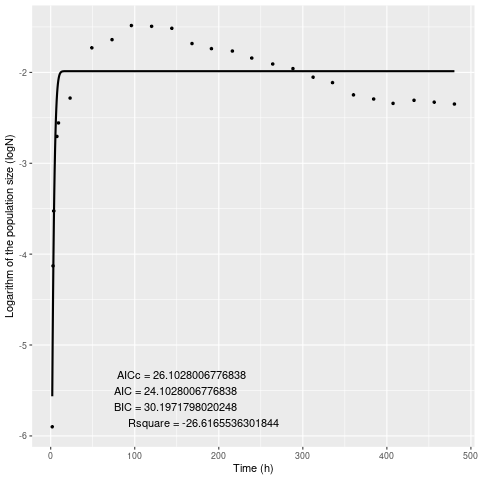 Logarithm of the population size (logN)
-2
-3
-4
-5
-6
AICc = 26.1028006776838
AIC = 24.1028006776838
BIC = 30.1971798020248
Rsquare = -26.6165536301844
0 100 200 300 400 500
Time (h)